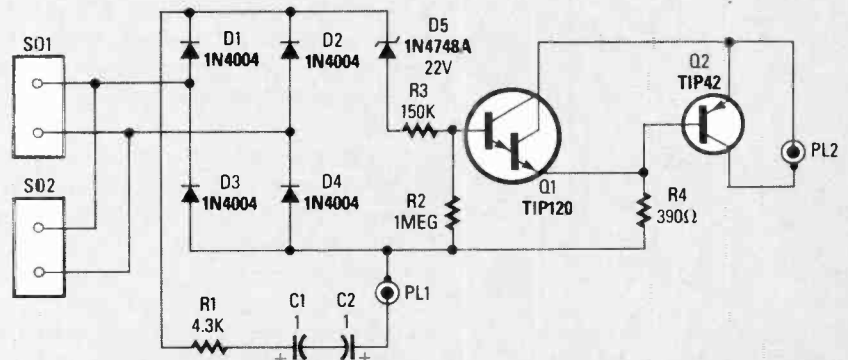 SO1
SO2
D1
1N4004
D2
1N4004
D5
1N4748A
22V
R3
150K
D3
1N4004
D4
1N4004
R2
1MEG
Q1
TIP120
Q2
TIP42
R4
390Ω
PL2
PL1
R1
4.3K
C1
1
C2
1
+
+